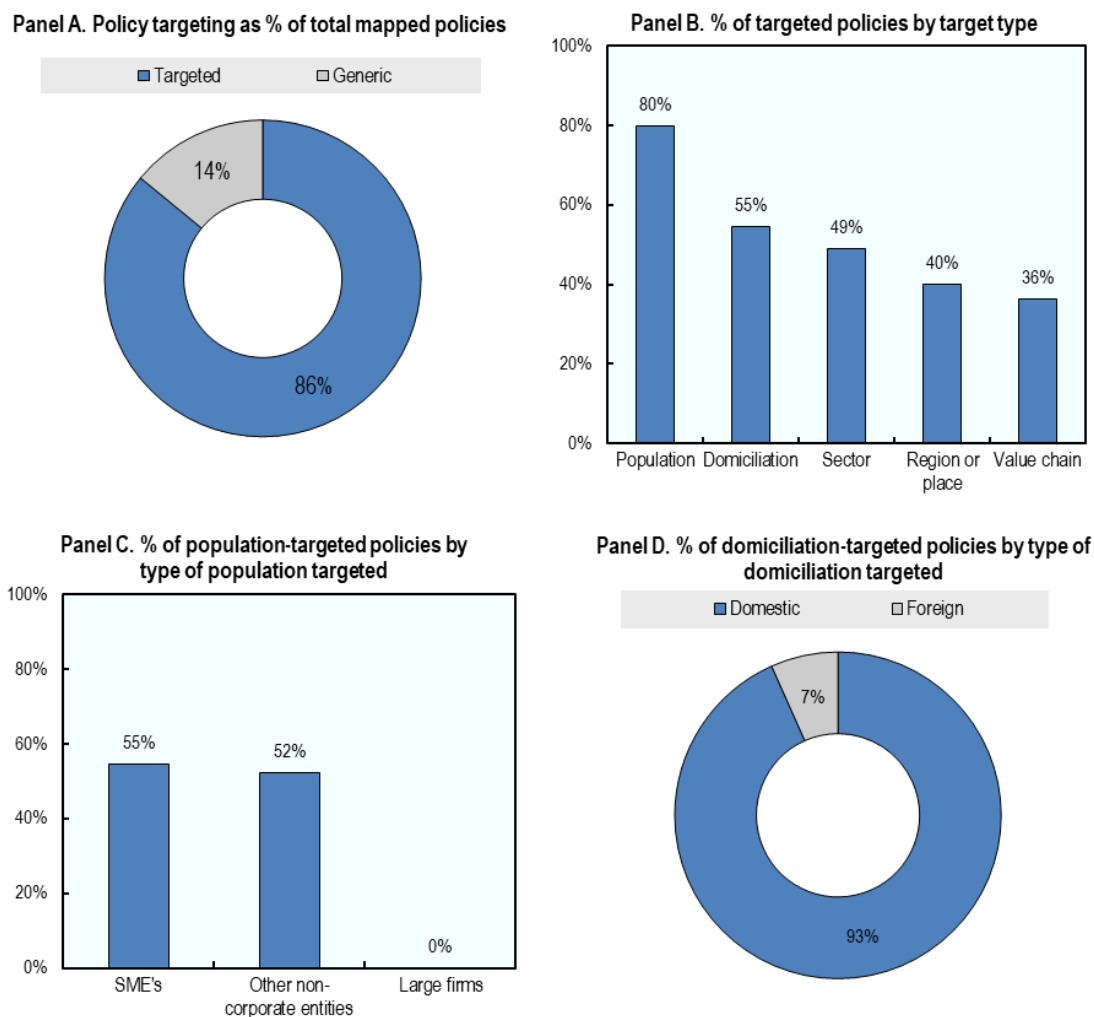 Panel A. Policy targeting as % of total mapped policies
Targeted
Generic
14%
86%
Panel B. % of targeted policies by target type
100%
80%
60%
40%
20%
0%
80%
55%
49%
40%
36%
Population
Domiciliation
Sector
Region or
place
Value chain
Panel C. % of population-targeted policies by
type of population targeted
100%
80%
60%
40%
20%
0%
55%
52%
0%
SME's
Other non-
corporate entities
Large firms
Panel D. % of domiciliation-targeted policies by type of
domiciliation targeted
Domestic
Foreign
7%
93%